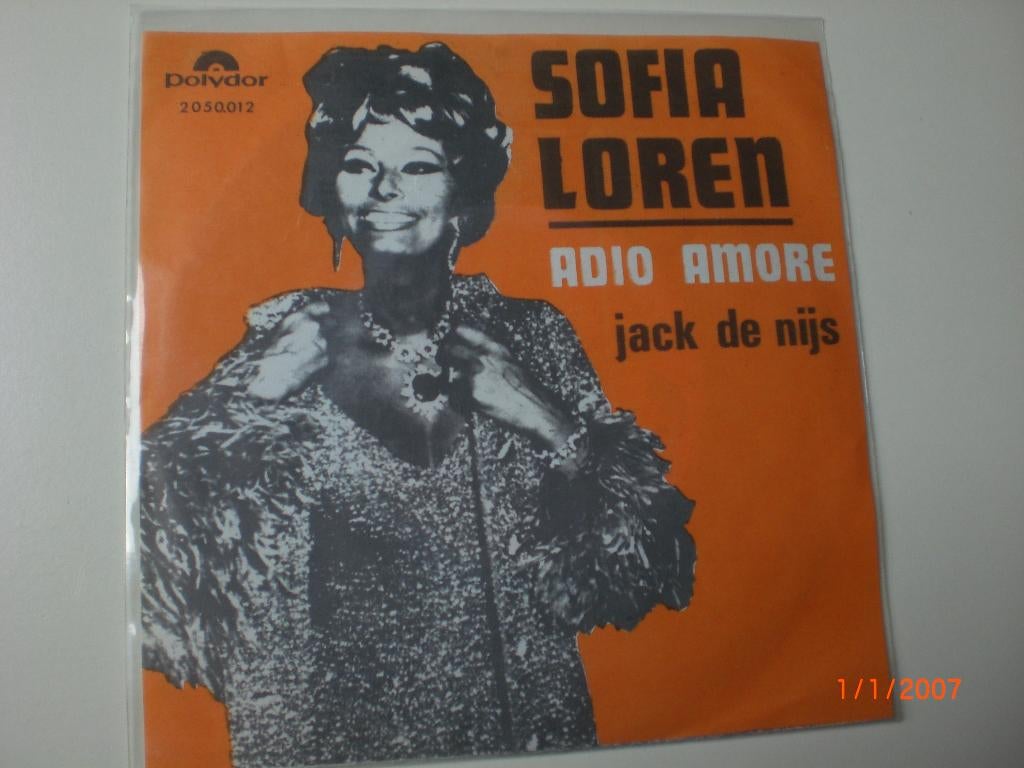 polydor
2050.012
SOFIA
LOREN
ADIO AMORE
jack de nijs
1/1/2007